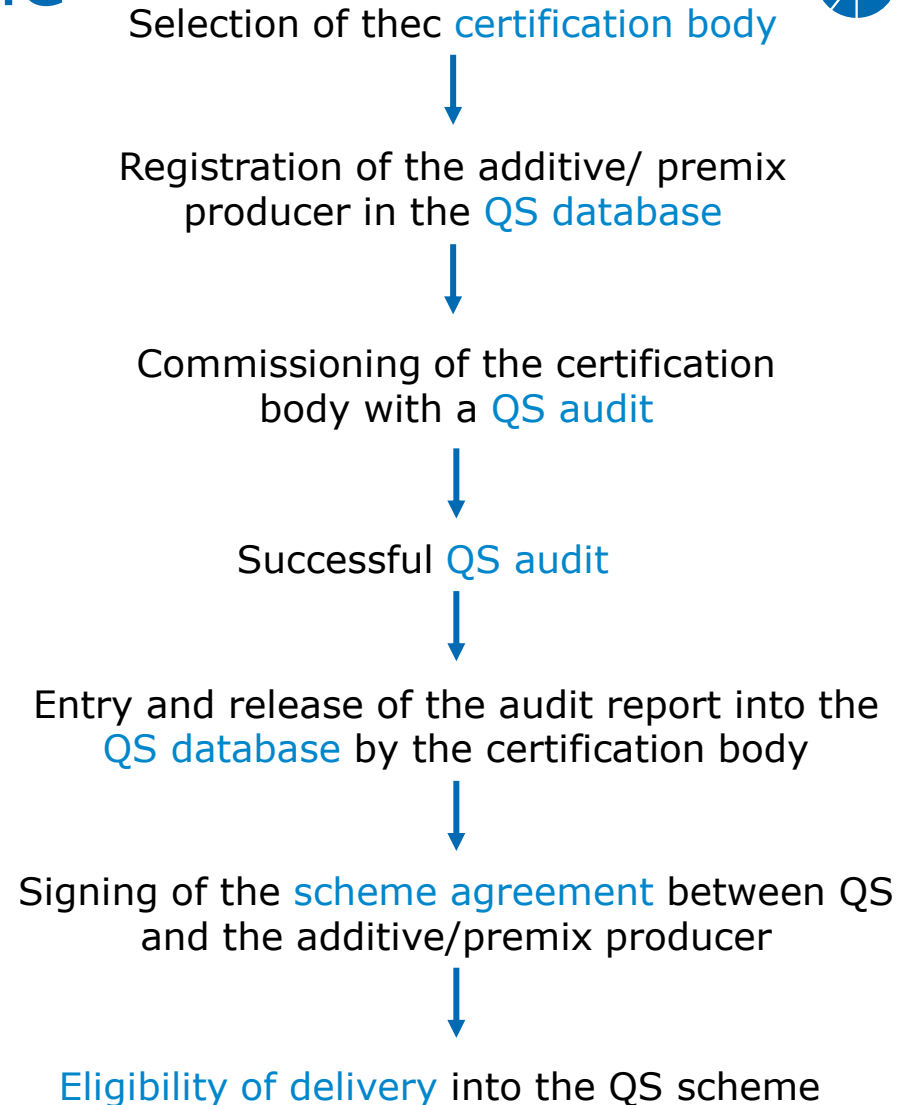 Selection of thec certification body
Registration of the additive/ premix
producer in the QS database
Commissioning of the certification
body with a QS audit
Successful QS audit
Entry and release of the audit report into the
QS database by the certification body
Signing of the scheme agreement between QS
and the additive/premix producer
Eligibility of delivery into the QS scheme